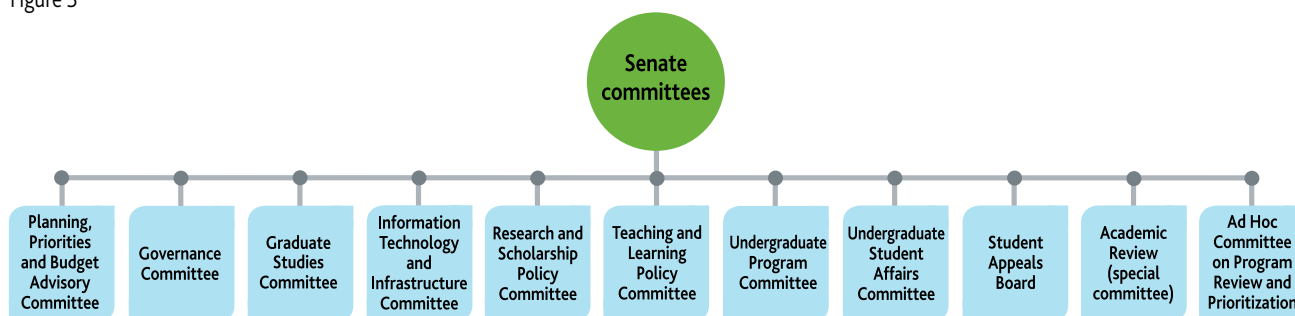 Figure 5
Senate
committees
Planning,
Priorities
and Budget
Advisory
Committee
Governance
Committee
Graduate
Studies
Committee
Information
Technology
and
Infrastructure
Committee
Research and
Scholarship
Policy
Committee
Teaching and
Learning
Policy
Committee
Undergraduate
Program
Committee
Undergraduate
Student
Affairs
Committee
Student
Appeals
Board
Academic
Review
(special
committee)
Ad Hoc
Committee
on Program
Review and
Prioritization